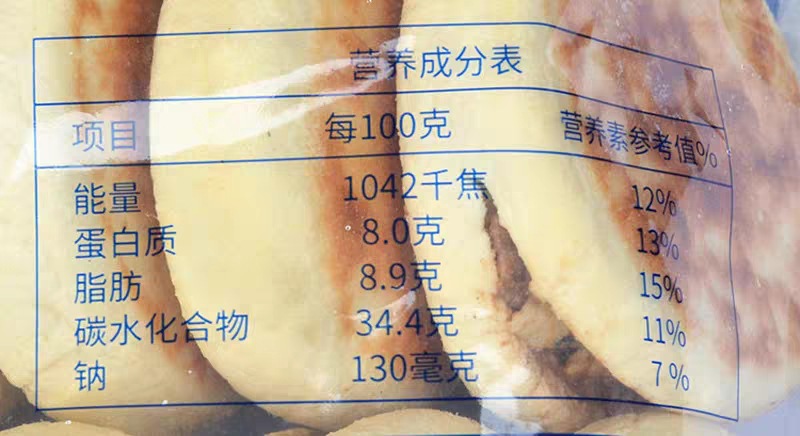 营养成分表
项目 每100克 营养素参考值%
能量 1042千焦 12%
蛋白质 8.0克 13%
脂肪 8.9克 15%
碳水化合物 34.4克 11%
钠 130毫克 7%